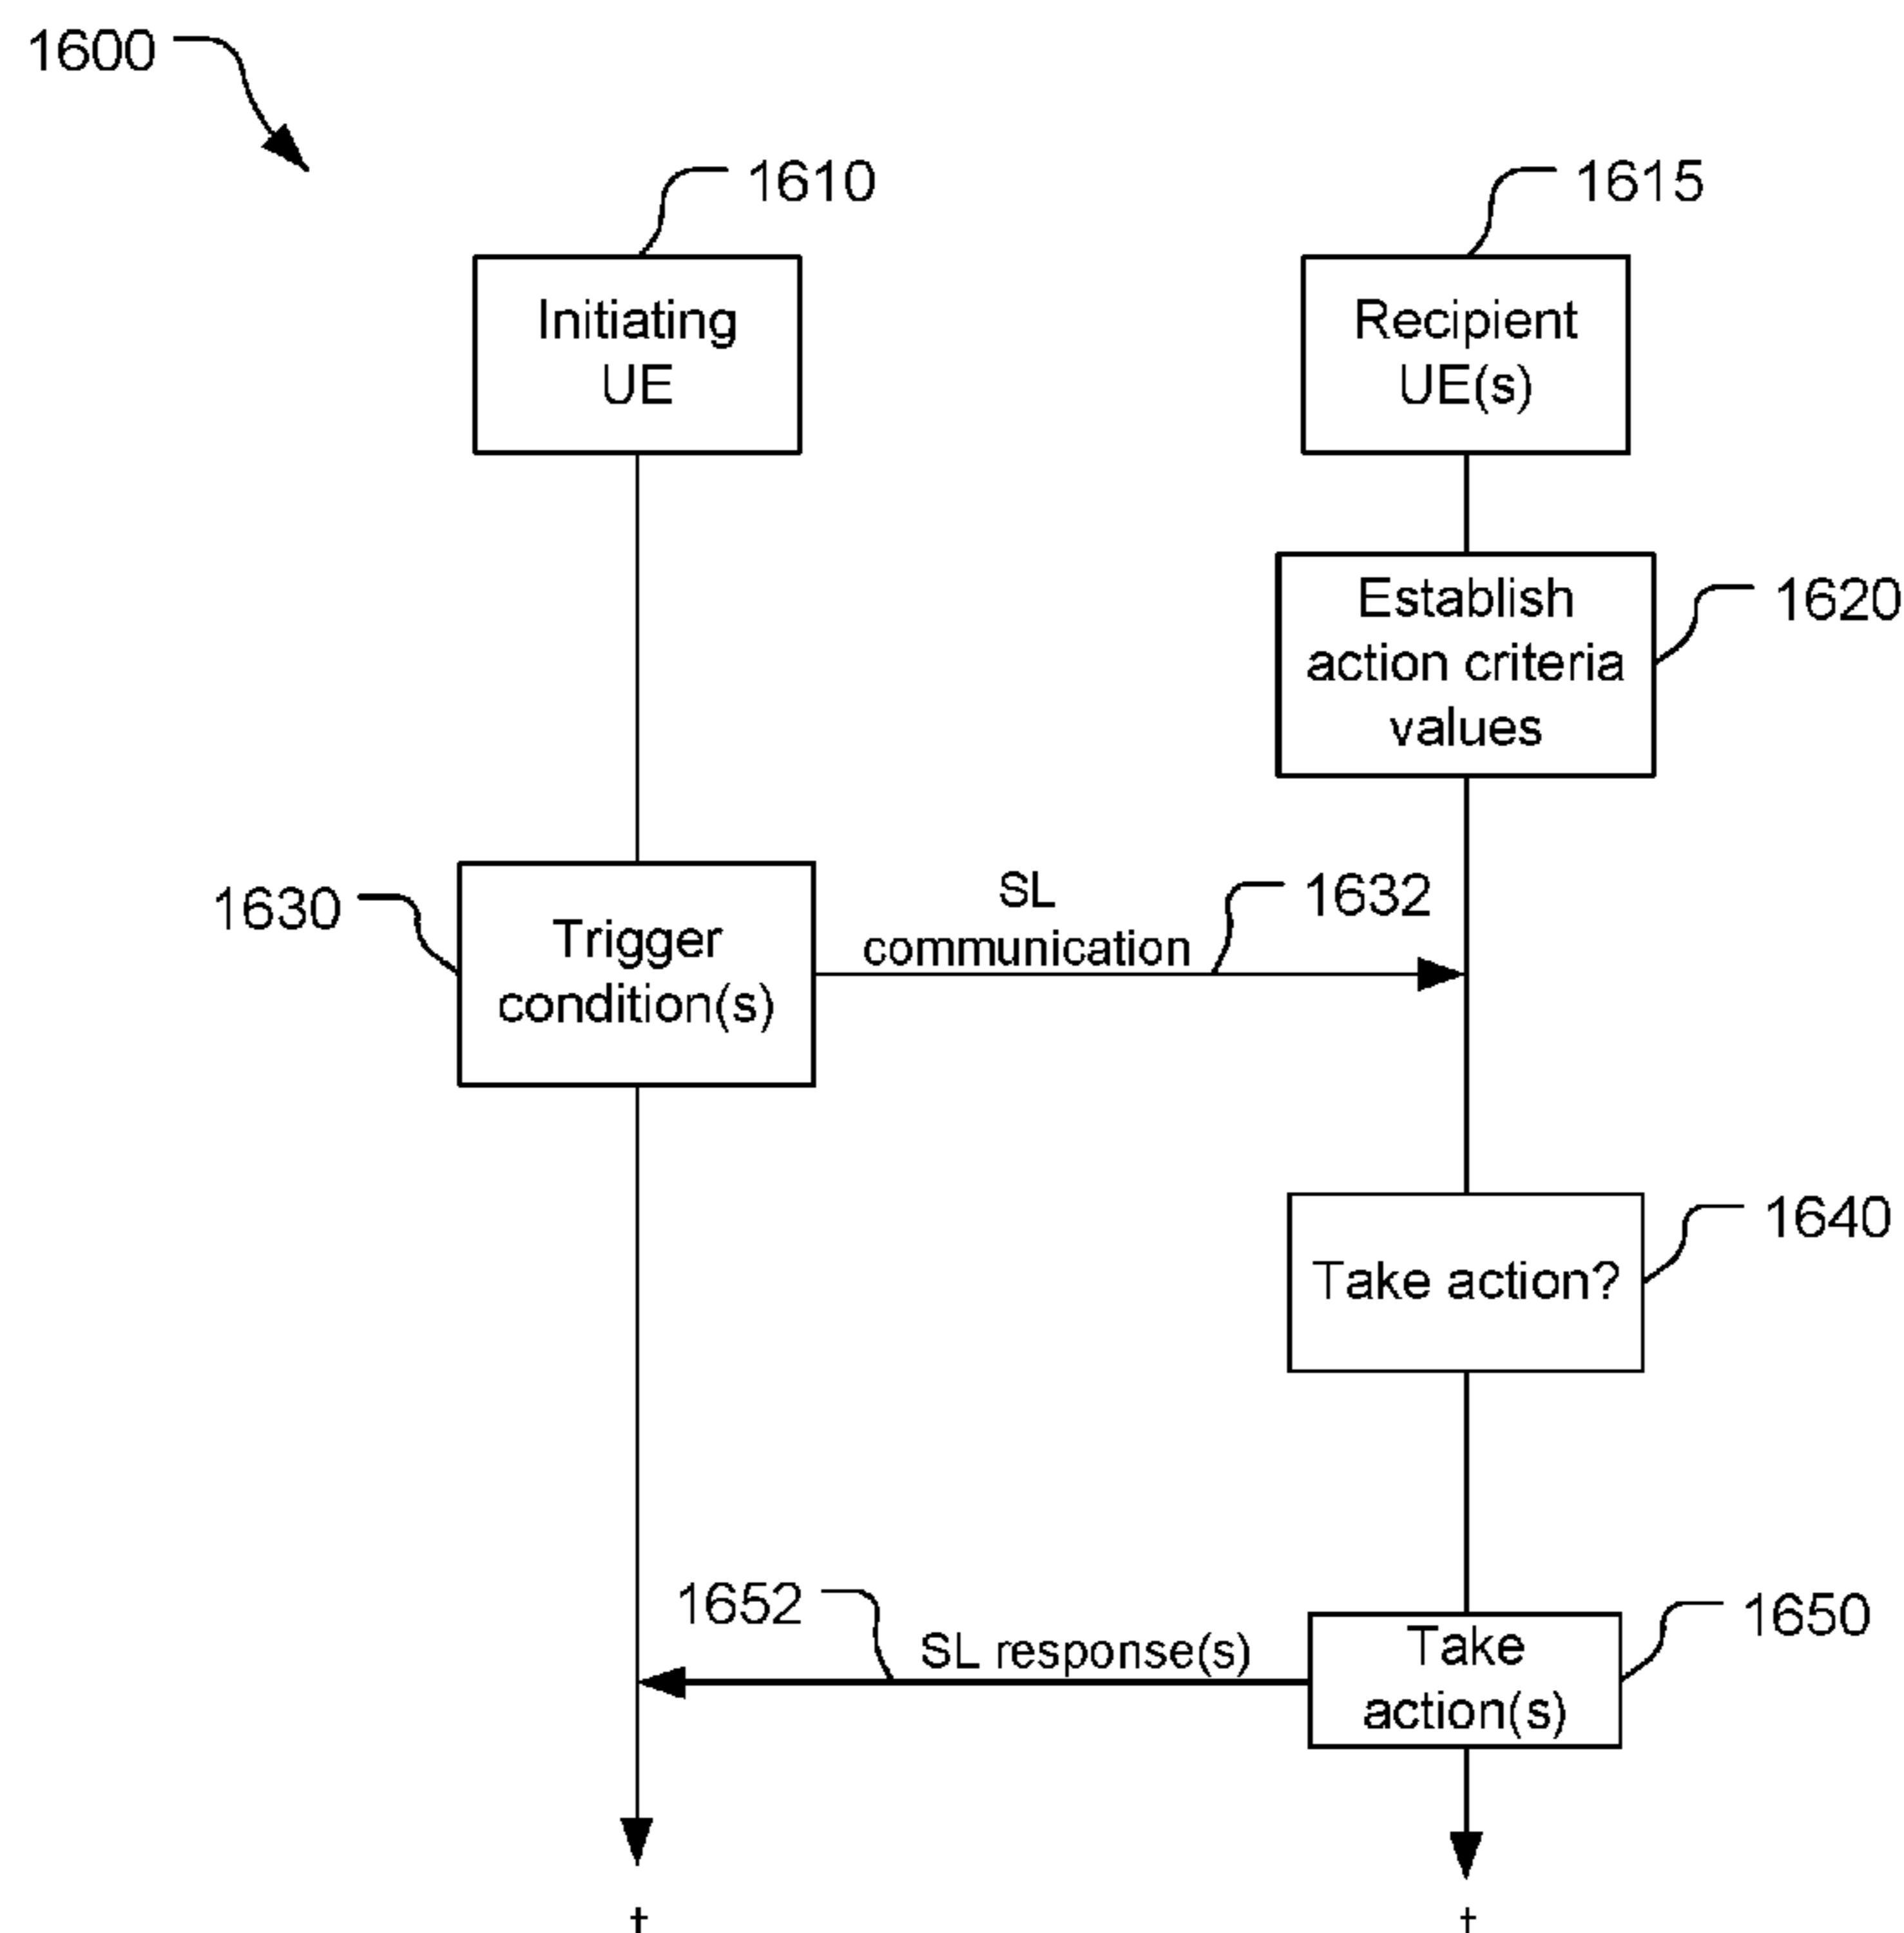 1600
1610
1615
Initiating
UE
Recipient
UE(s)
Establish
action criteria
values
1620
1630
Trigger
condition(s)
SL
communication
1632
Take action?
1640
1652
SL response(s)
Take
action(s)
1650
t
t